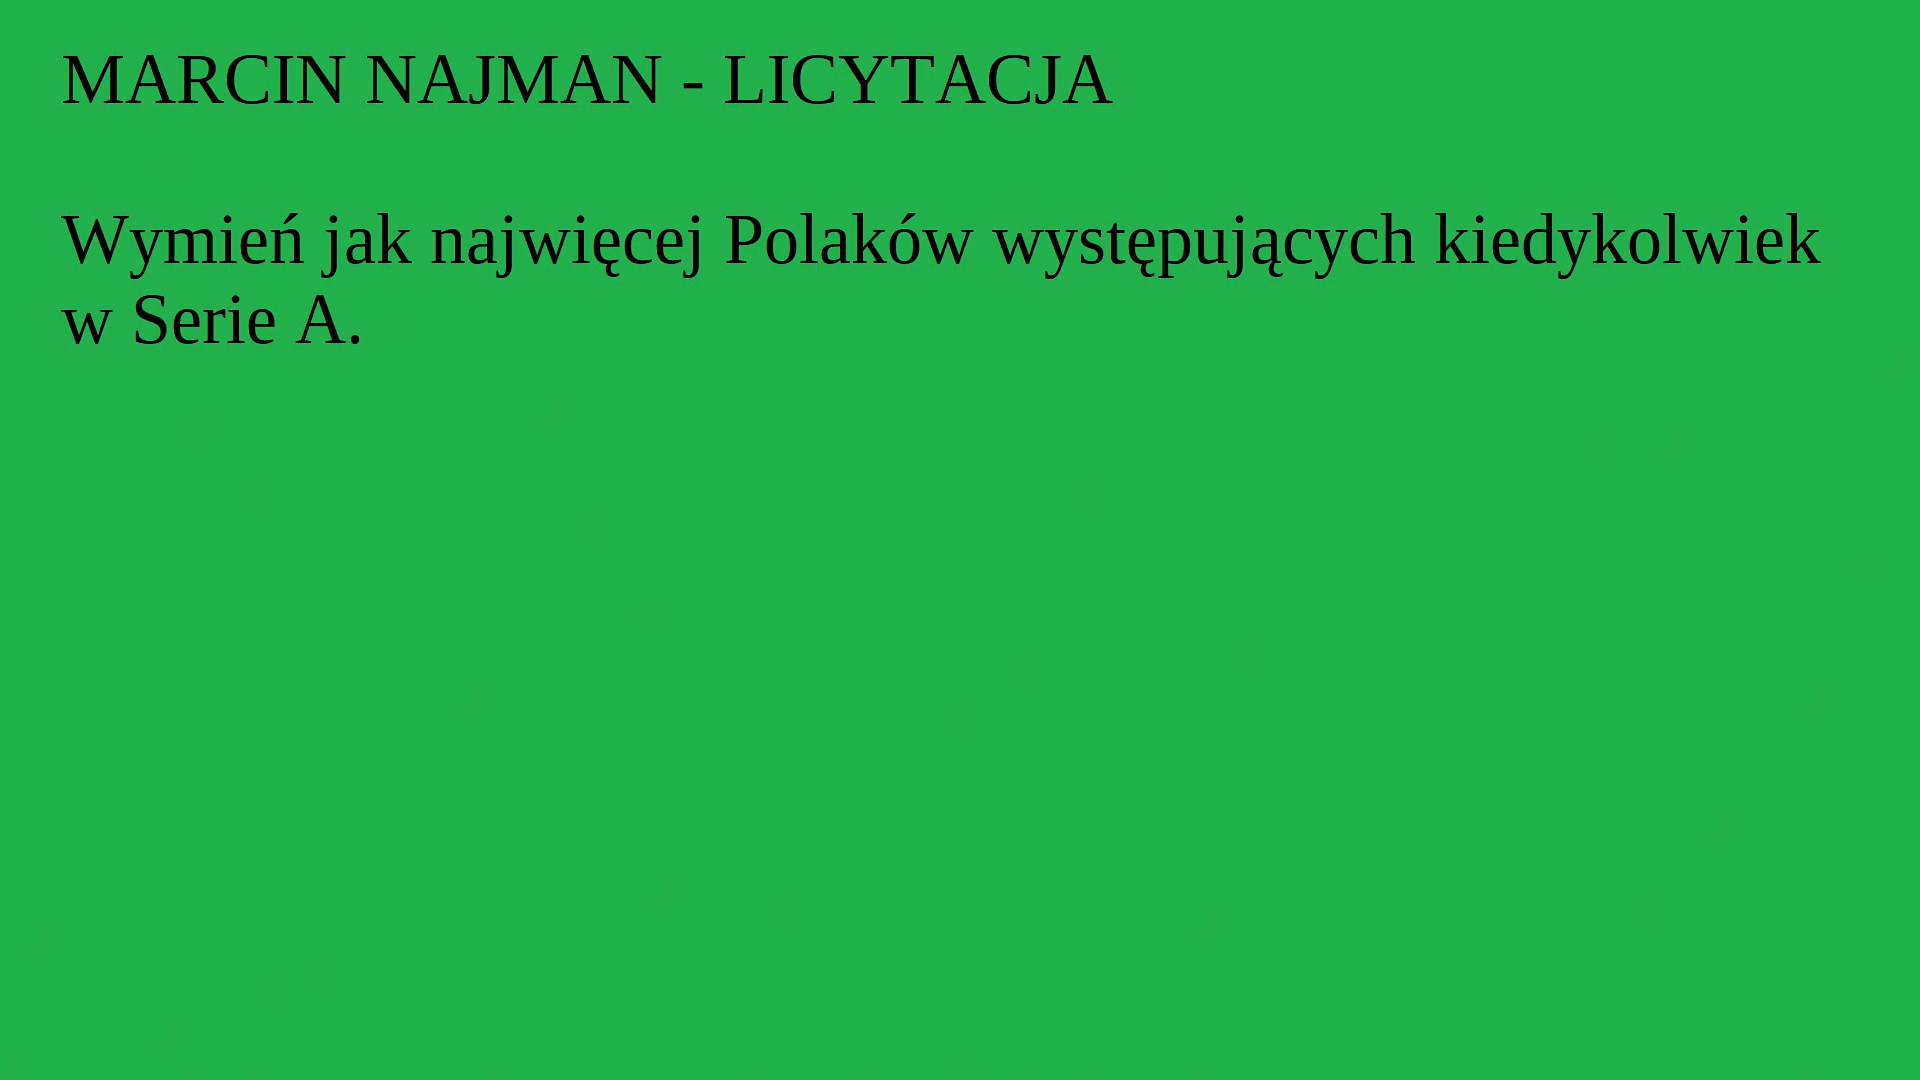 MARCIN NAJMAN - LICYTACJA
Wymień jak najwięcej Polaków występujących kiedykolwiek
w Serie A.